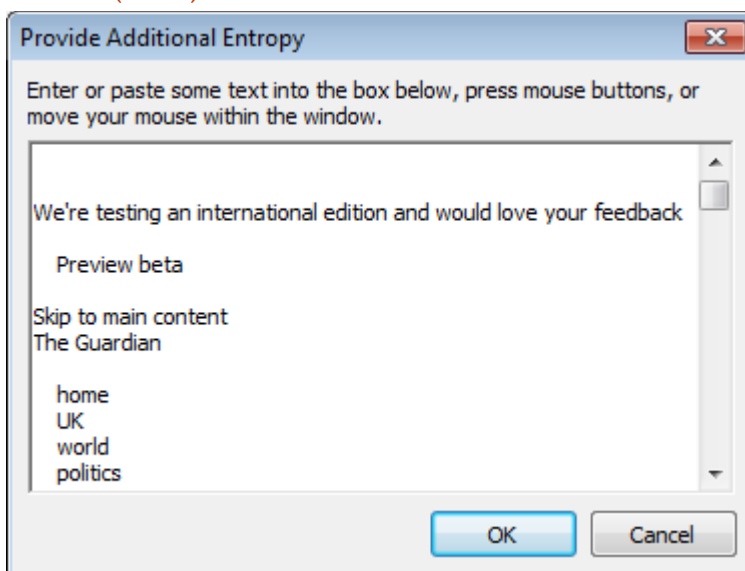 Provide Additional Entropy
Enter or paste some text into the box below, press mouse buttons, or
move your mouse within the window.
We're testing an international edition and would love your feedback
Preview beta
Skip to main content
The Guardian
home
UK
world
politics
OK
Cancel